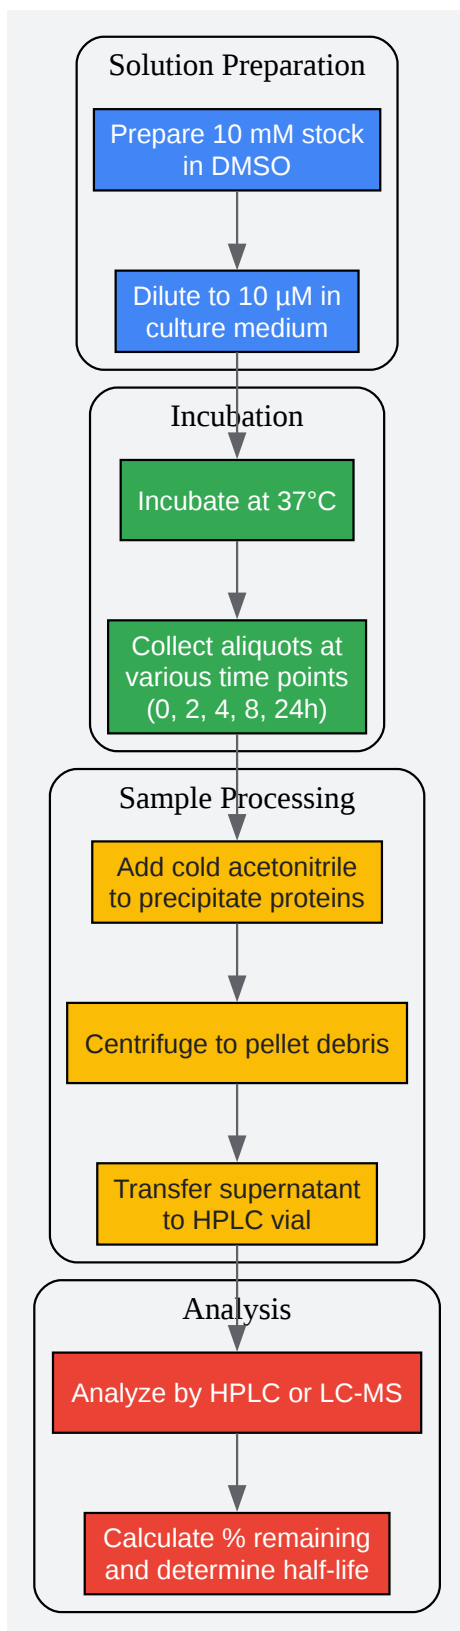 Solution Preparation
Prepare 10 mM stock
in DMSO
Dilute to 10 µM in
culture medium
Incubation
Incubate at 37°C
Collect aliquots at
various time points
(0, 2, 4, 8, 24h)
Sample Processing
Add cold acetonitrile
to precipitate proteins
Centrifuge to pellet debris
Transfer supernatant
to HPLC vial
Analysis
Analyze by HPLC or LC-MS
Calculate % remaining
and determine half-life